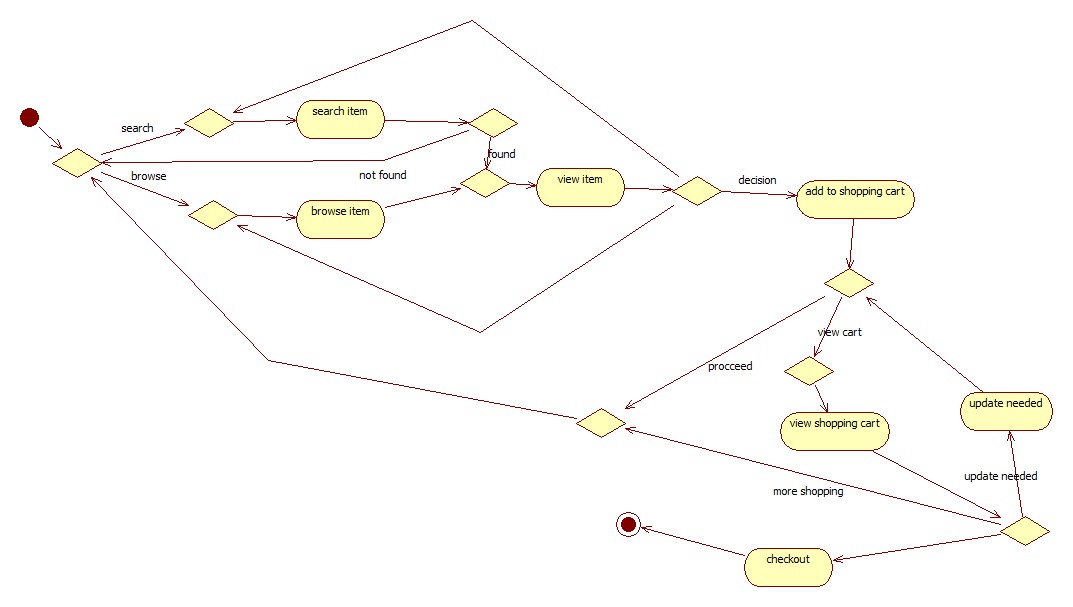 search item
search
found
browse
not found
view item
decision
add to shopping cart
browse item
view cart
procceed
update needed
view shopping cart
update needed
more shopping
checkout